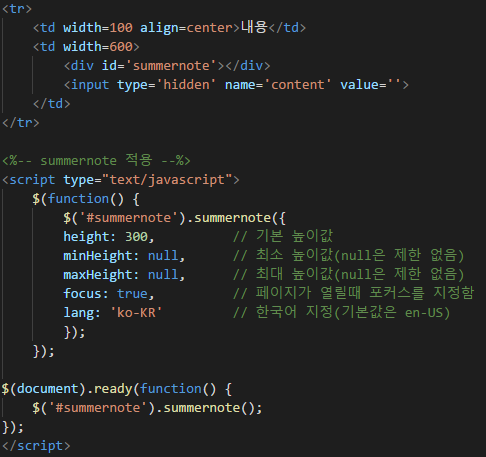 <tr>
    <td width=100 align=center>내용</td>
    <td width=600>
        <div id='summernote'></div>
        <input type='hidden' name='content' value=''>
    </td>
</tr>

<%-- summernote 적용 --%>
<script type="text/javascript">
    $(function() {
        $('#summernote').summernote({
        height: 300,          // 기본 높이값
        minHeight: null,      // 최소 높이값(null은 제한 없음)
        maxHeight: null,      // 최대 높이값(null은 제한 없음)
        focus: true,          // 페이지가 열릴때 포커스를 지정함
        lang: 'ko-KR'         // 한국어 지정(기본값은 en-US)
        });
    });

$(document).ready(function() {
    $('#summernote').summernote();
});
</script>